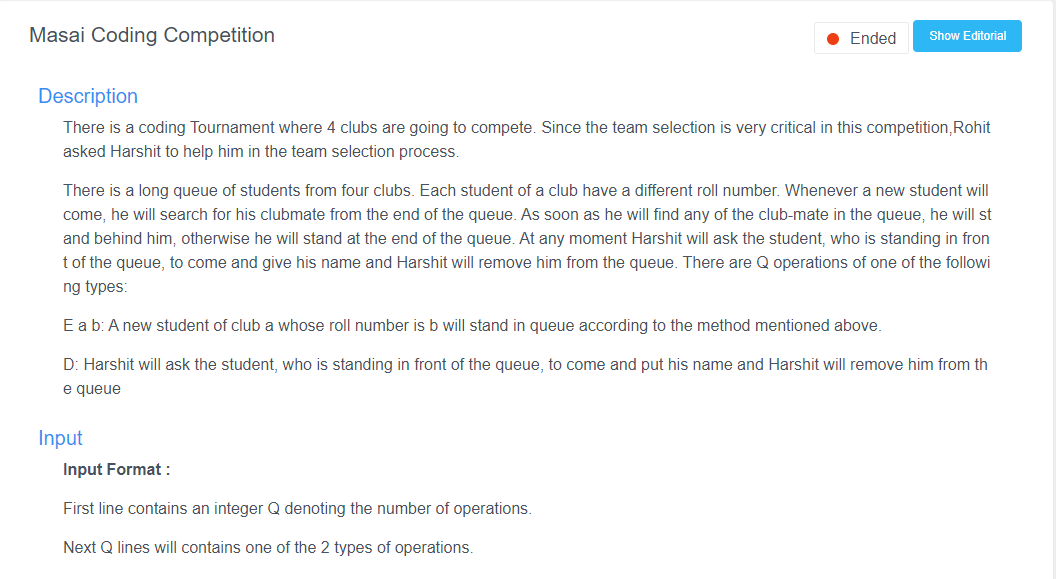 Masai Coding Competition
Ended
Show Editorial
Description
There is a coding Tournament where 4 clubs are going to compete. Since the team selection is very critical in this competition,Rohit
asked Harshit to help him in the team selection process.
There is a long queue of students from four clubs. Each student of a club have a different roll number. Whenever a new student will
come, he will search for his clubmate from the end of the queue. As soon as he will find any of the club-mate in the queue, he will st
and behind him, otherwise he will stand at the end of the queue. At any moment Harshit will ask the student, who is standing in fron
t of the queue, to come and give his name and Harshit will remove him from the queue. There are Q operations of one of the followi
ng types:
E a b: A new student of club a whose roll number is b will stand in queue according to the method mentioned above.
D: Harshit will ask the student, who is standing in front of the queue, to come and put his name and Harshit will remove him from th
e queue
Input
Input Format :
First line contains an integer Q denoting the number of operations.
Next Q lines will contains one of the 2 types of operations.